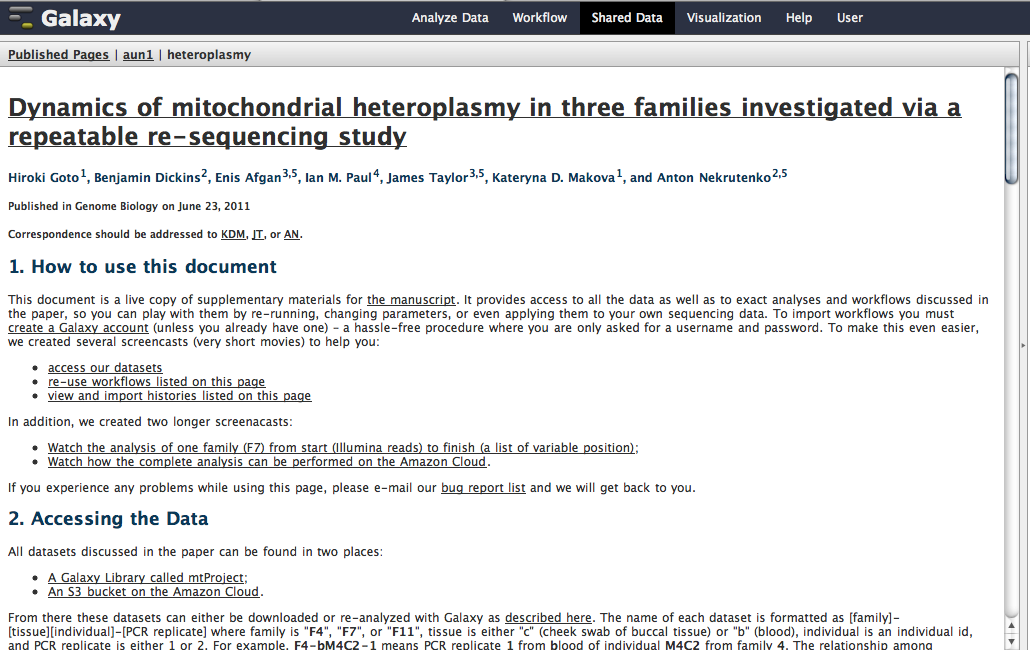 Galaxy
Analyze Data Workflow Shared Data Visualization Help User
Published Pages | aun1 | heteroplasmy
Dynamics of mitochondrial heteroplasmy in three families investigated via a
repeatable re-sequencing study
Hiroki Goto1, Benjamin Dickins2, Enis Afgan3,5, Ian M. Paul4, James Taylor3,5, Kateryna D. Makova1, and Anton Nekrutenko2,5
Published in Genome Biology on June 23, 2011
Correspondence should be addressed to KDM, JT, or AN.
1. How to use this document
This document is a live copy of supplementary materials for the manuscript. It provides access to all the data as well as to exact analyses and workflows discussed in
the paper, so you can play with them by re-running, changing parameters, or even applying them to your own sequencing data. To import workflows you must
create a Galaxy account (unless you already have one) - a hassle-free procedure where you are only asked for a username and password. To make this even easier,
we created several screencasts (very short movies) to help you:
• access our datasets
• re-use workflows listed on this page
• view and import histories listed on this page
In addition, we created two longer screenacasts:
• Watch the analysis of one family (F7) from start (Illumina reads) to finish (a list of variable position);
• Watch how the complete analysis can be performed on the Amazon Cloud.
If you experience any problems while using this page, please e-mail our bug report list and we will get back to you.
2. Accessing the Data
All datasets discussed in the paper can be found in two places:
• A Galaxy Library called mtProject;
• An S3 bucket on the Amazon Cloud.
From there these datasets can either be downloaded or re-analyzed with Galaxy as described here. The name of each dataset is formatted as [family]-
[tissue][individual]-[PCR replicate] where family is "F4", "F7", or "F11", tissue is either "c" (cheek swab of buccal tissue) or "b" (blood), individual is an individual id,
and PCR replicate is either 1 or 2. For example, F4-bM4C2-1 means PCR replicate 1 from blood of individual M4C2 from family 4. The relationship among